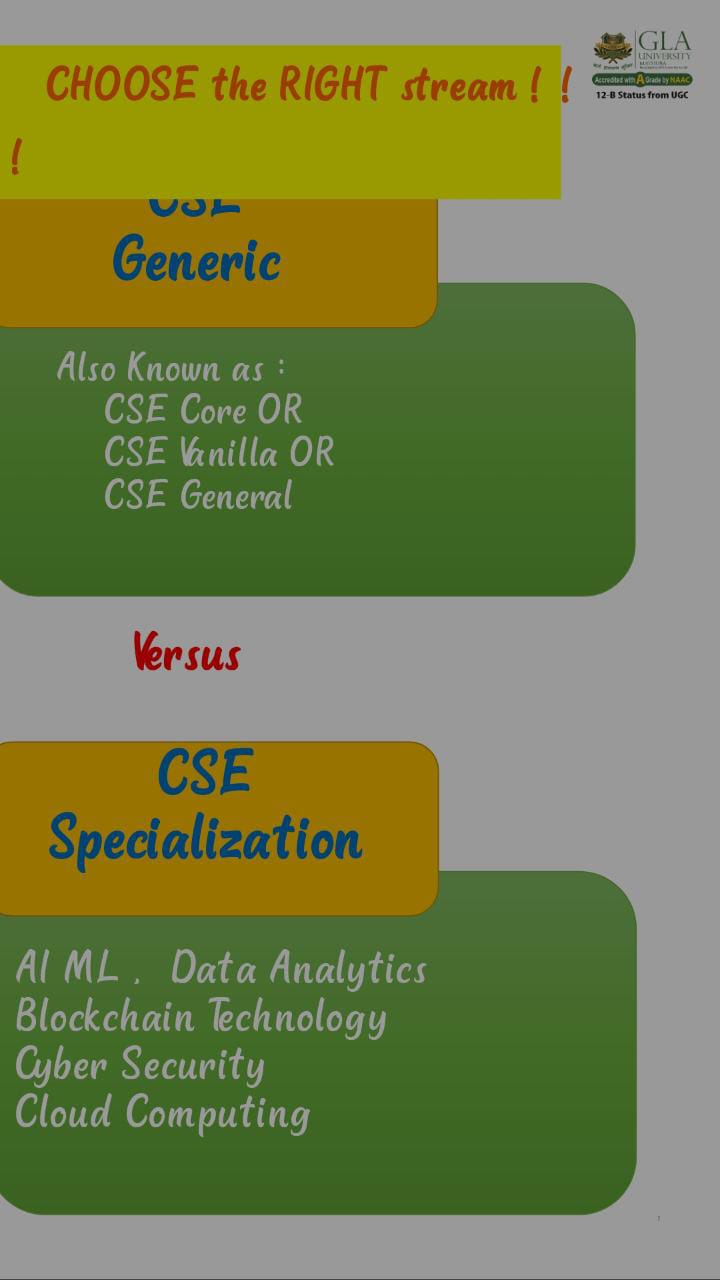 CHOOSE the RIGHT stream ! !
!
GLA
UNIVERSITY
MATHURA
Accredited with A Grade by NAAC
12-B Status from UGC
CSE
Generic
Also Known as :
CSE Core OR
CSE Vanilla OR
CSE General
Versus
CSE
Specialization
AI ML , Data Analytics
Blockchain Technology
Cyber Security
Cloud Computing